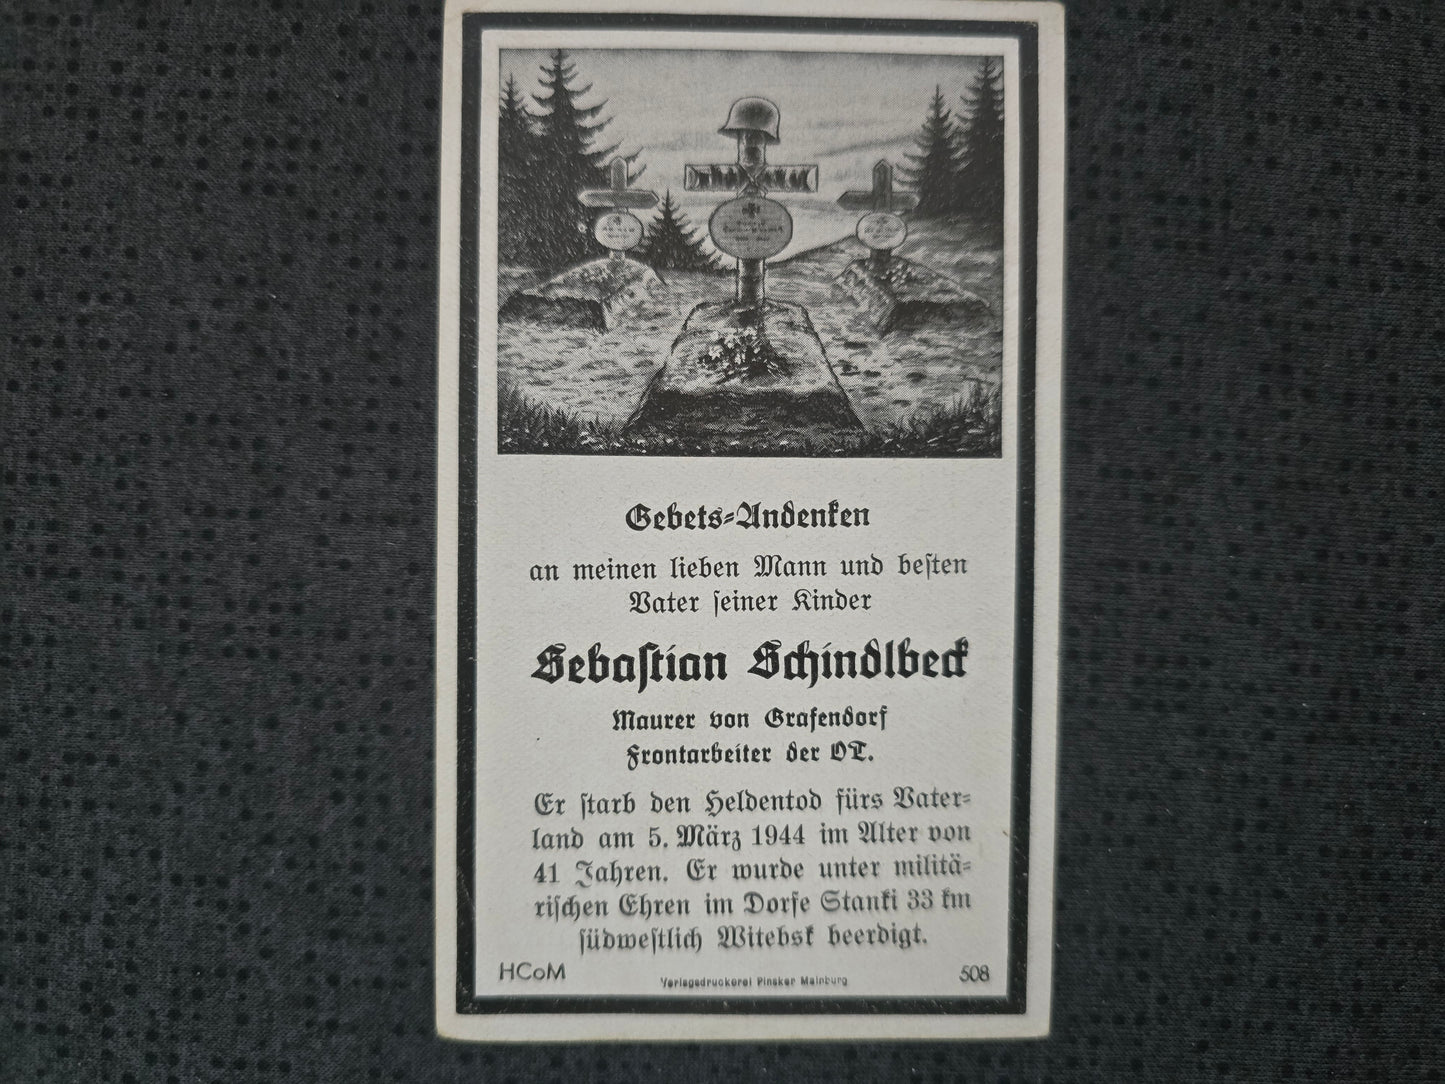 Gebets-Andenken
an meinen lieben Mann und besten
Vater seiner Kinder
Sebastian Schindlbeck
Maurer von Grafendorf
Frontarbeiter der OT.
Er starb den Heldentod fürs Vater-
land am 5. März 1944 im Alter von
41 Jahren. Er wurde unter militä-
rischen Ehren im Dorfe Stanki 33 km
südwestlich Witebsk beerdigt.
HCoM
Verlagsdruckerei Pinsker Mainburg
508